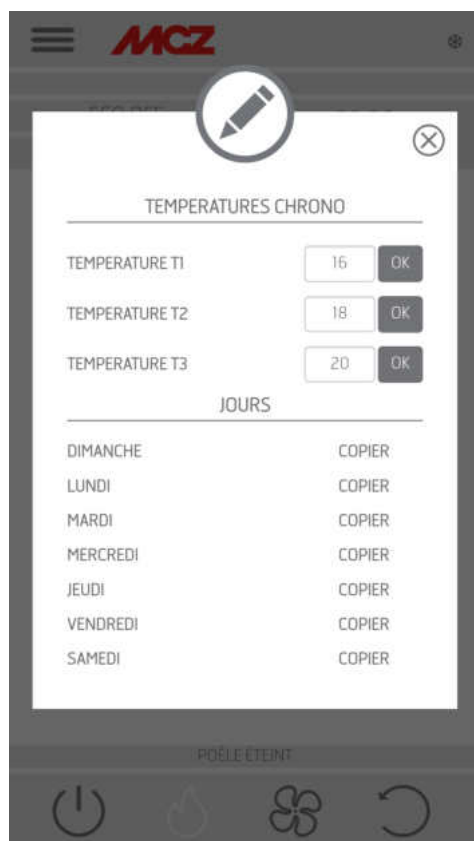 MCZ
TEMPERATURES CHRONO
TEMPERATURE T1 16 OK
TEMPERATURE T2 18 OK
TEMPERATURE T3 20 OK
JOURS
DIMANCHE COPIER
LUNDI COPIER
MARDI COPIER
MERCREDI COPIER
JEUDI COPIER
VENDREDI COPIER
SAMEDI COPIER
POÊLE ÉTEINT